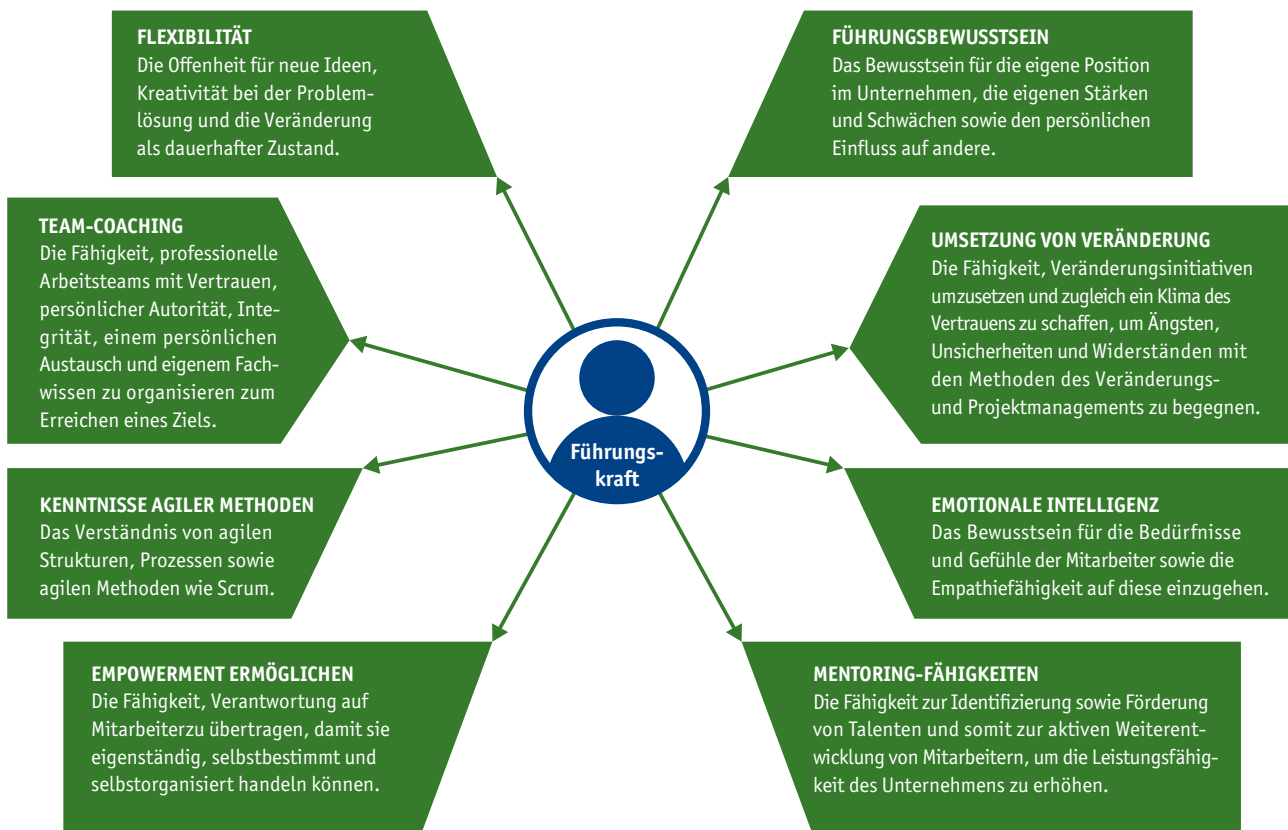 FLEXIBILITÄT
Die Offenheit für neue Ideen,
Kreativität bei der Problem-
lösung und die Veränderung
als dauerhafter Zustand.
FÜHRUNGSBEWUSSTSEIN
Das Bewusstsein für die eigene Position
im Unternehmen, die eigenen Stärken
und Schwächen sowie den persönlichen
Einfluss auf andere.
TEAM-COACHING
Die Fähigkeit, professionelle
Arbeitsteams mit Vertrauen,
persönlicher Autorität, Inte-
grität, einem persönlichen
Austausch und eigenem Fach-
wissen zu organisieren zum
Erreichen eines Ziels.
UMSETZUNG VON VERÄNDERUNG
Die Fähigkeit, Veränderungsinitiativen
umzusetzen und zugleich ein Klima des
Vertrauens zu schaffen, um Ängsten,
Unsicherheiten und Widerständen mit
den Methoden des Veränderungs-
und Projektmanagements zu begegnen.
Führungs-
kraft
KENNTNISSE AGILER METHODEN
Das Verständnis von agilen
Strukturen, Prozessen sowie
agilen Methoden wie Scrum.
EMOTIONALE INTELLIGENZ
Das Bewusstsein für die Bedürfnisse
und Gefühle der Mitarbeiter sowie die
Empathiefähigkeit auf diese einzugehen.
EMPOWERMENT ERMÖGLICHEN
Die Fähigkeit, Verantwortung auf
Mitarbeiterzu übertragen, damit sie
eigenständig, selbstbestimmt und
selbstorganisiert handeln können.
MENTORING-FÄHIGKEITEN
Die Fähigkeit zur Identifizierung sowie Förderung
von Talenten und somit zur aktiven Weiterent-
wicklung von Mitarbeitern, um die Leistungsfähig-
keit des Unternehmens zu erhöhen.